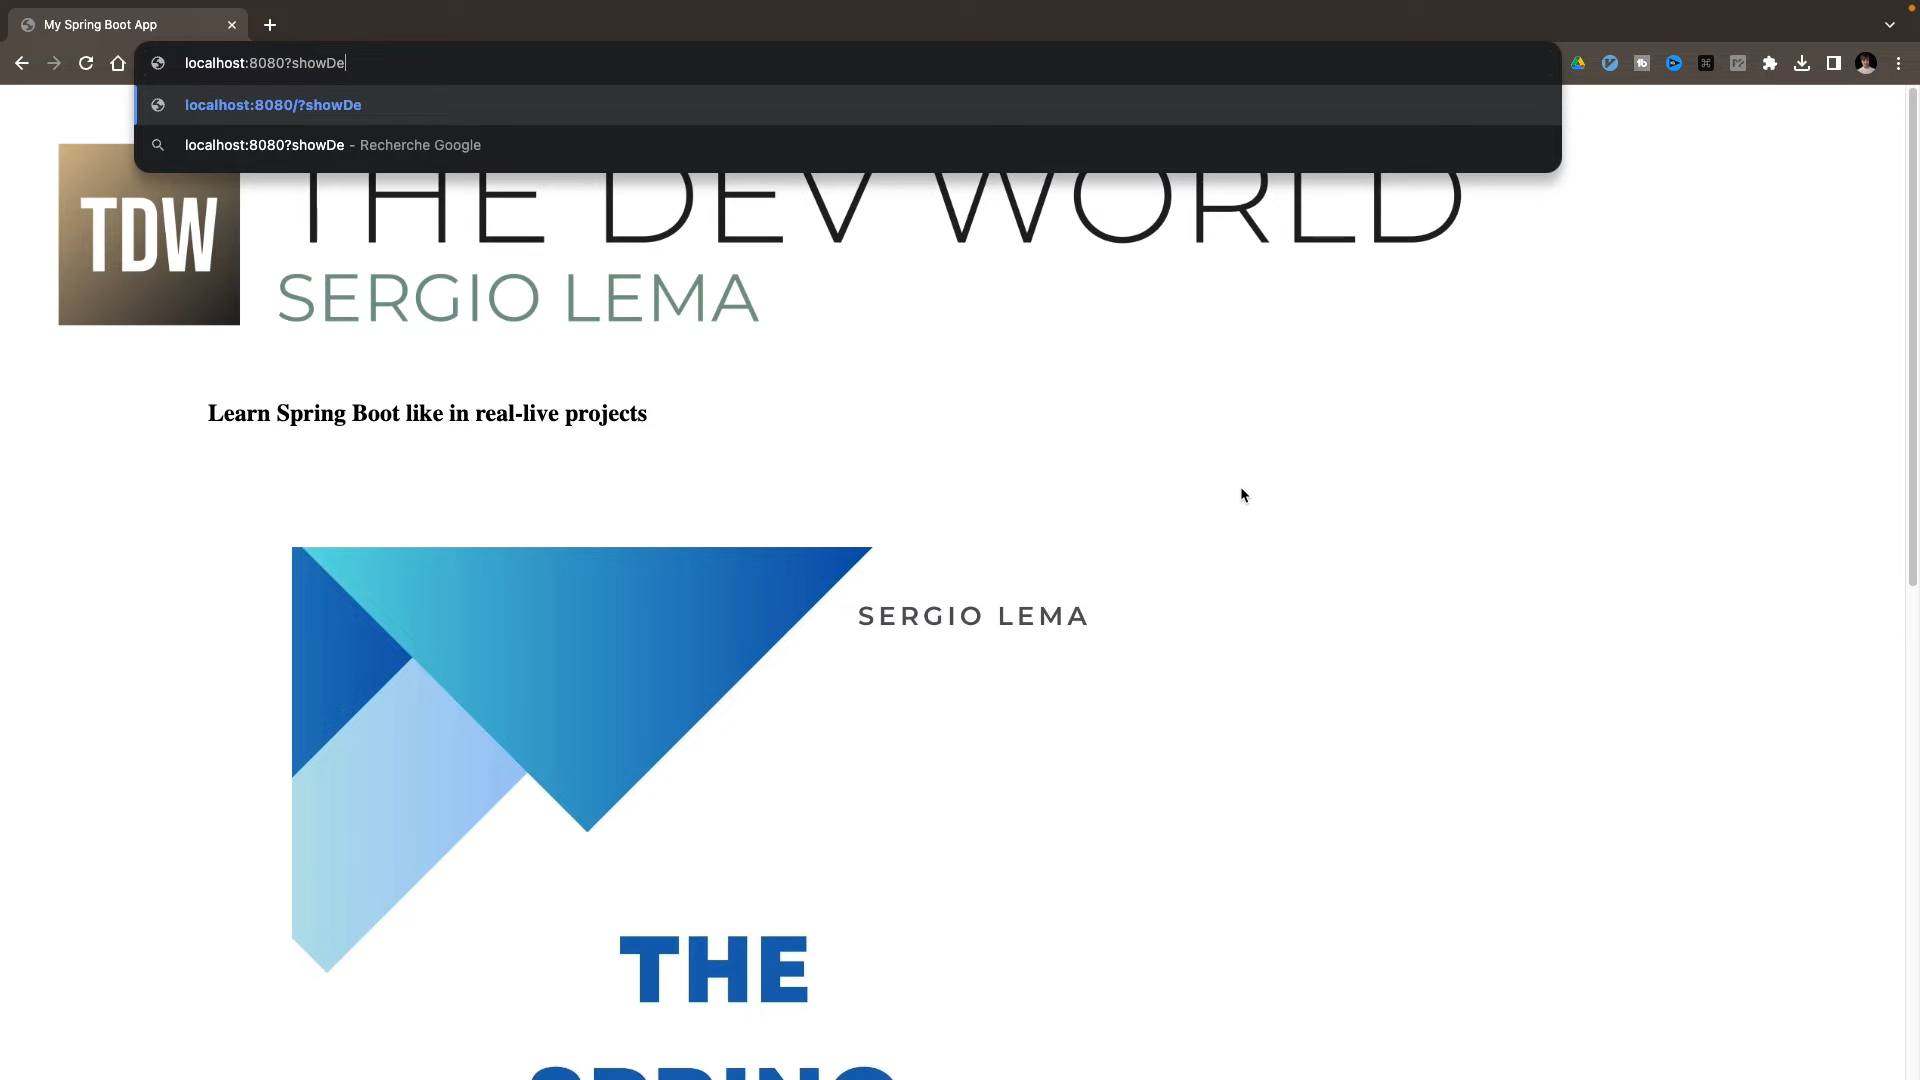 My Spring Boot App
localhost:8080?showDe
localhost:8080/?showDe
localhost:8080?showDe - Recherche Google
TDW
THE DEV WORLD
SERGIO LEMA
Learn Spring Boot like in real-live projects
SERGIO LEMA
THE
SPRING